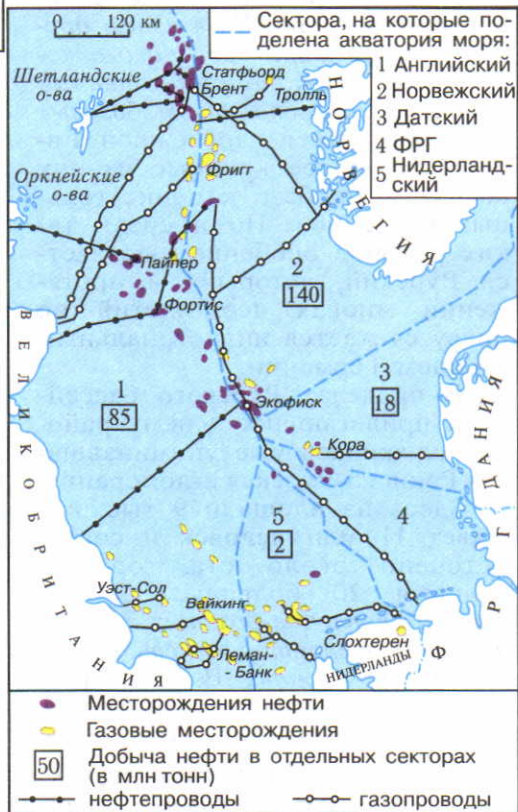 0 120 км
Сектора, на которые по-
делена акватория моря:
1 Английский
2 Норвежский
3 Датский
4 ФРГ
5 Нидерланд-
ский
Шетландские
о-ва
Статфьорд
Брент
Тролль
НОРВЕГИЯ
Оркнейские
о-ва
Фригг
Пайпер
Фортис
2
140
ВЕЛИКОБРИТАНИЯ
1
85
3
18
Экофиск
Кора
ДАНИЯ
4
5
2
Уэст-Сол
Вайкинг
Леман-
Банк
Слохтерен
НИДЕРЛАНДЫ
ФРГ
Месторождения нефти
Газовые месторождения
50 Добыча нефти в отдельных секторах
(в млн тонн)
нефтепроводы газопроводы